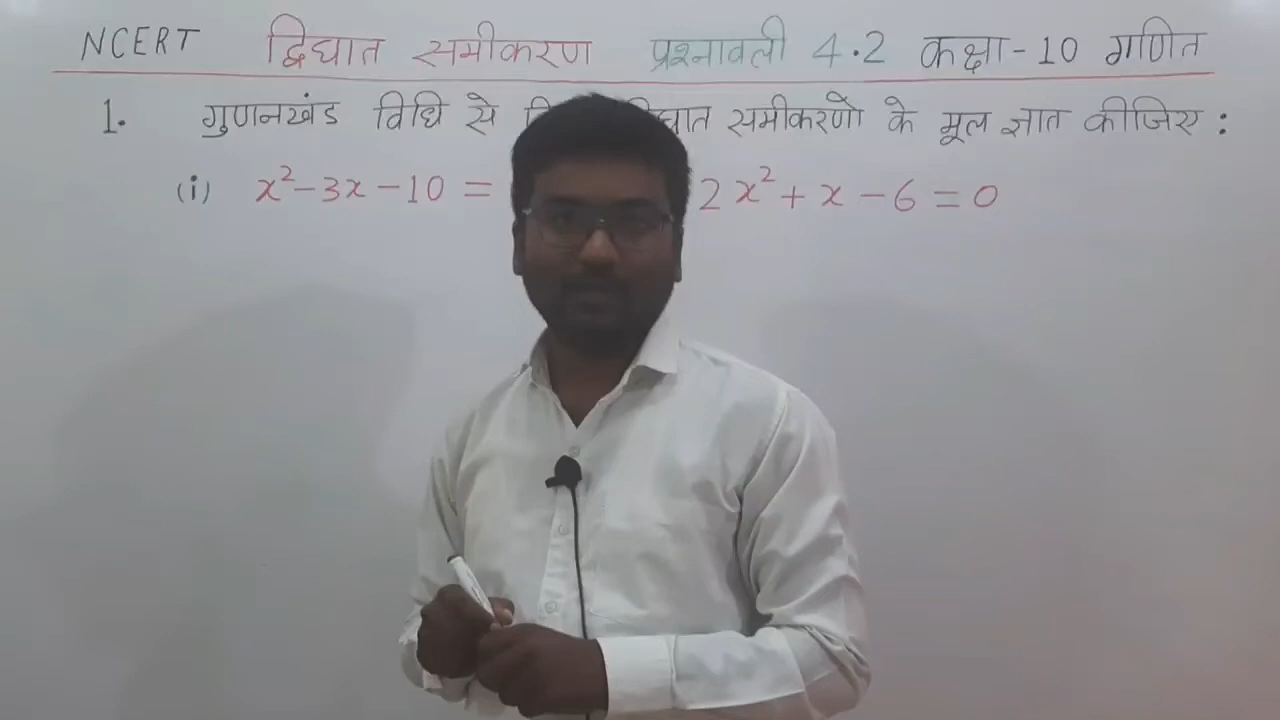 NCERT द्विघात समीकरण प्रश्नावली 4.2 कक्षा-10 गणित
1. गुणनखंड विधि से समीकरणो के मूल ज्ञात कीजिए :
(i) x²-3x-10 = 2x²+x-6=0